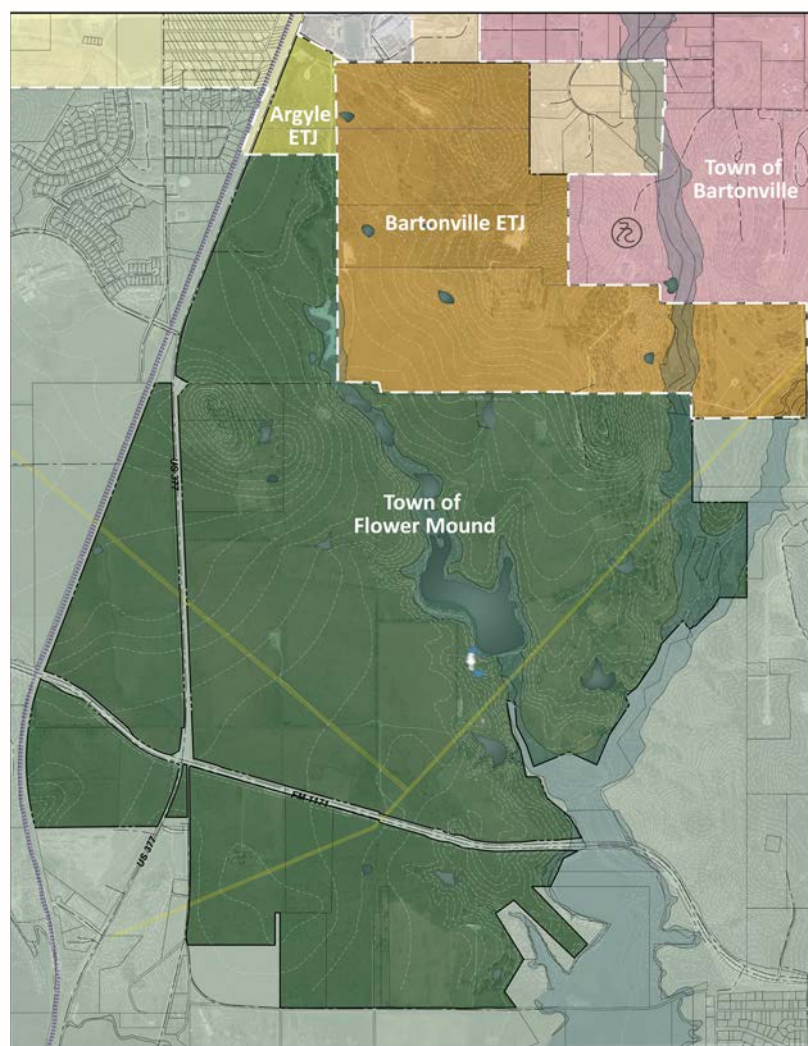 Argyle
ETJ
Town of
Bartonville
Bartonville ETJ
US 377
Town of
Flower Mound
FM 1171
US 377